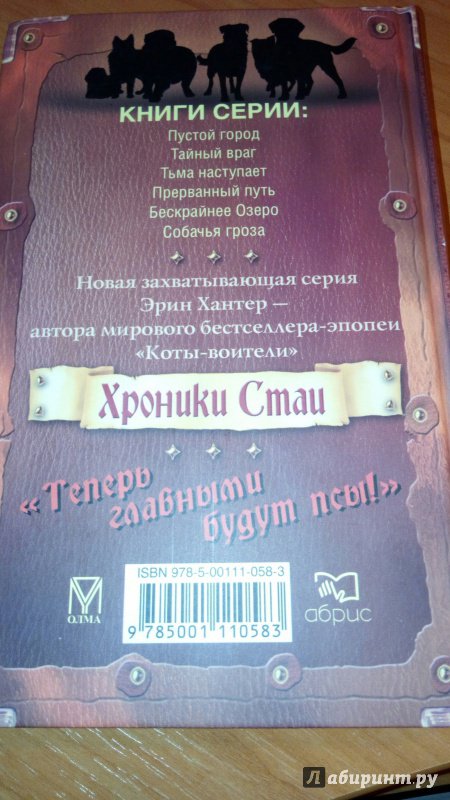 КНИГИ СЕРИИ:
Пустой город
Тайный враг
Тьма наступает
Прерванный путь
Бескрайнее Озеро
Собачья гроза
Новая захватывающая серия
Эрин Хантер —
автора мирового бестселлера-эпопеи
«Коты-воители»
Хроники Стаи
«Теперь
главными
будут псы!»
ISBN 978-5-00111-058-3
ОЛМА
абрис
9 785001 110583
Лабиринт.ру